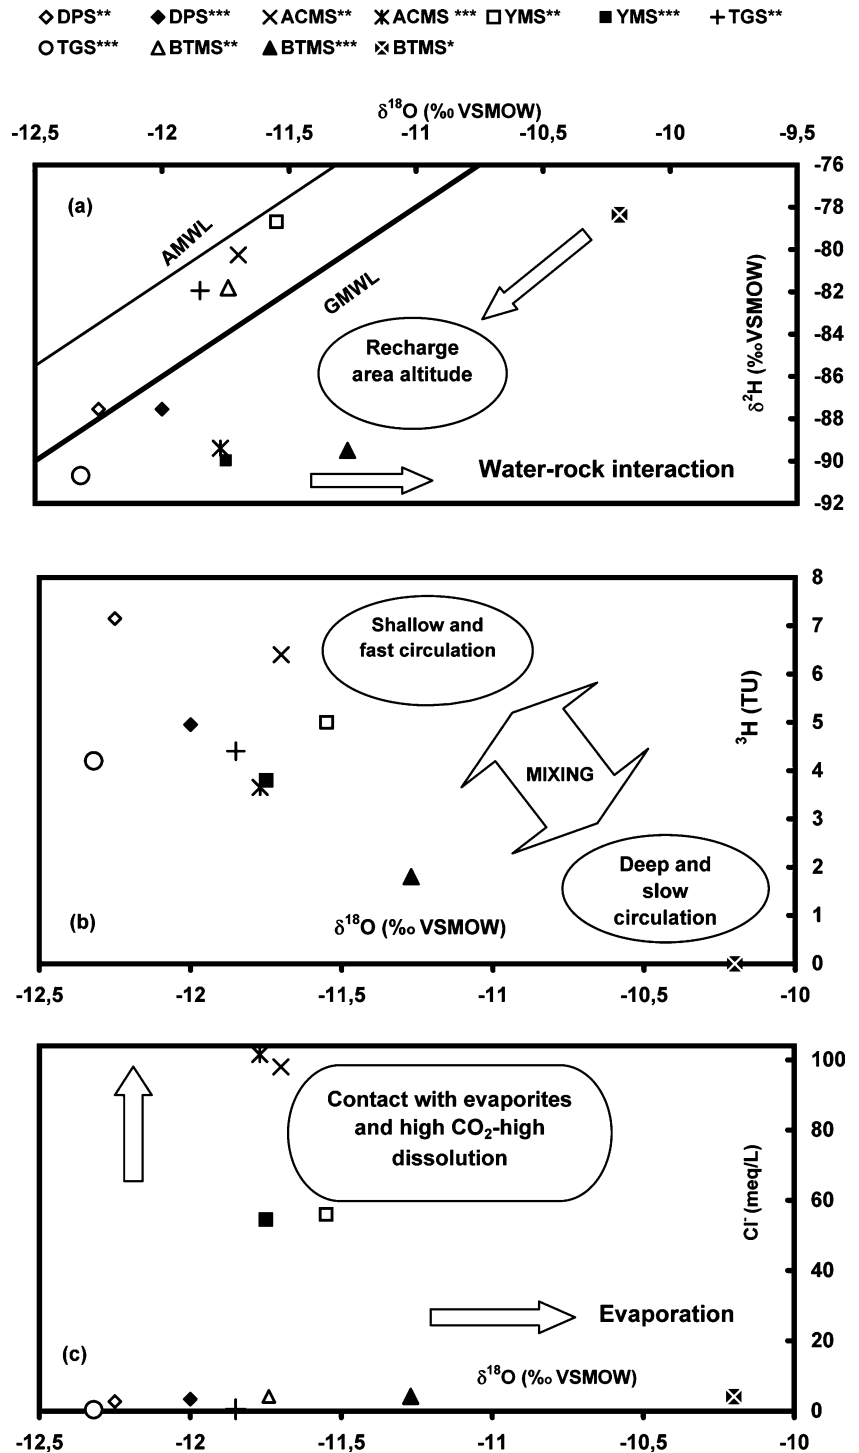 DPS** DPS*** ACMS** ACMS *** YMS** YMS*** TGS**
TGS*** BTMS** BTMS*** BTMS*
δ18O (‰ VSMOW)
-12,5 -12 -11,5 -11 -10,5 -10 -9,5
(a)
AMWL
GMWL
Recharge
area altitude
Water-rock interaction
-76
-78
-80
-82
-84
-86
-88
-90
-92
δ2H (‰VSMOW)
Shallow and
fast circulation
MIXING
Deep and
slow
circulation
(b)
δ18O (‰ VSMOW)
8
7
6
5
4
3
2
1
0
3H (TU)
-12,5 -12 -11,5 -11 -10,5 -10
Contact with evaporites
and high CO2-high
dissolution
Evaporation
(c)
δ18O (‰ VSMOW)
100
80
60
40
20
0
Cl- (meq/L)
-12,5 -12 -11,5 -11 -10,5 -10